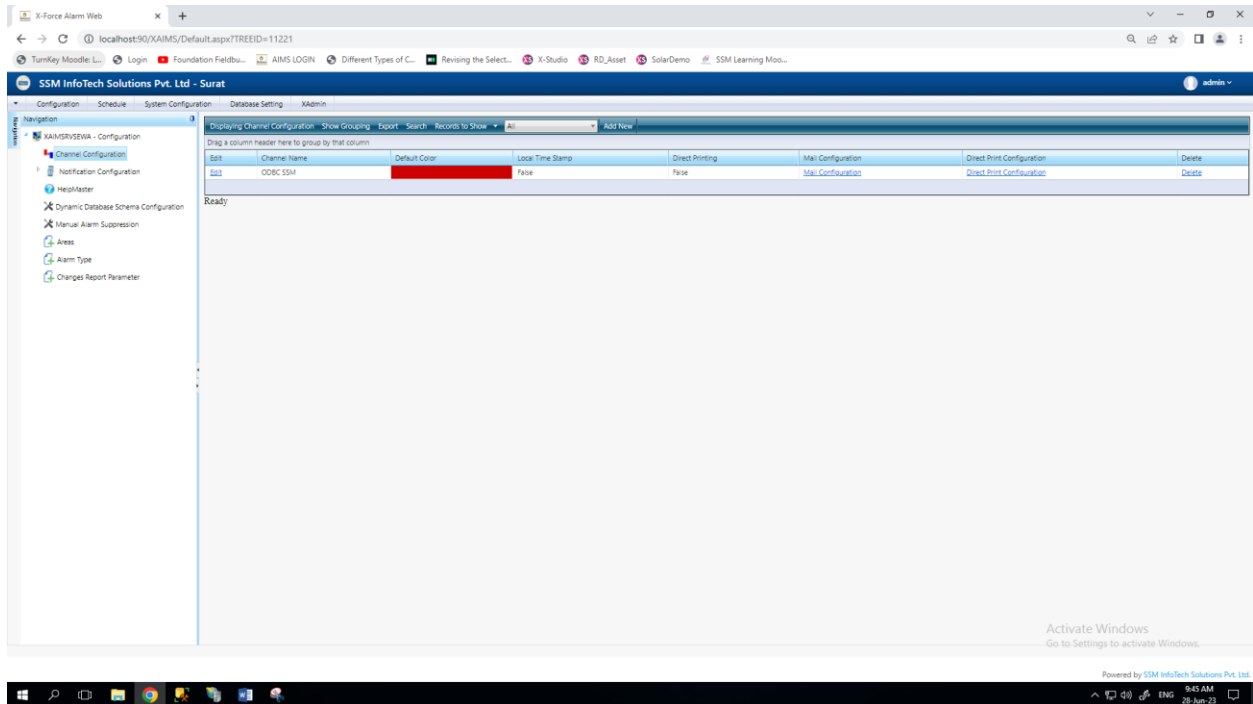 X-Force Alarm Web
localhost:90/XAIMS/Default.aspx?TREEID=11221
TurnKey Moodle: L... Login Foundation Fieldbu... AIMS LOGIN Different Types of C... Revising the Select... X-Studio RD_Asset SolarDemo SSM Learning Moo...
SSM InfoTech Solutions Pvt. Ltd - Surat admin
Configuration Schedule System Configuration Database Setting XAdmin
Navigation
Navigation
XAIMSRVSEWA - Configuration
Channel Configuration
Notification Configuration
HelpMaster
Dynamic Database Schema Configuration
Manual Alarm Suppression
Areas
Alarm Type
Changes Report Parameter
Displaying Channel Configuration Show Grouping Export Search Records to Show All Add New
Drag a column header here to group by that column
Edit Channel Name Default Color Local Time Stamp Direct Printing Mail Configuration Direct Print Configuration Delete
Edit ODBC SSM False False Mail Configuration Direct Print Configuration Delete
Ready
Activate Windows
Go to Settings to activate Windows.
Powered by SSM InfoTech Solutions Pvt. Ltd.
ENG 9:45 AM
28-Jun-23